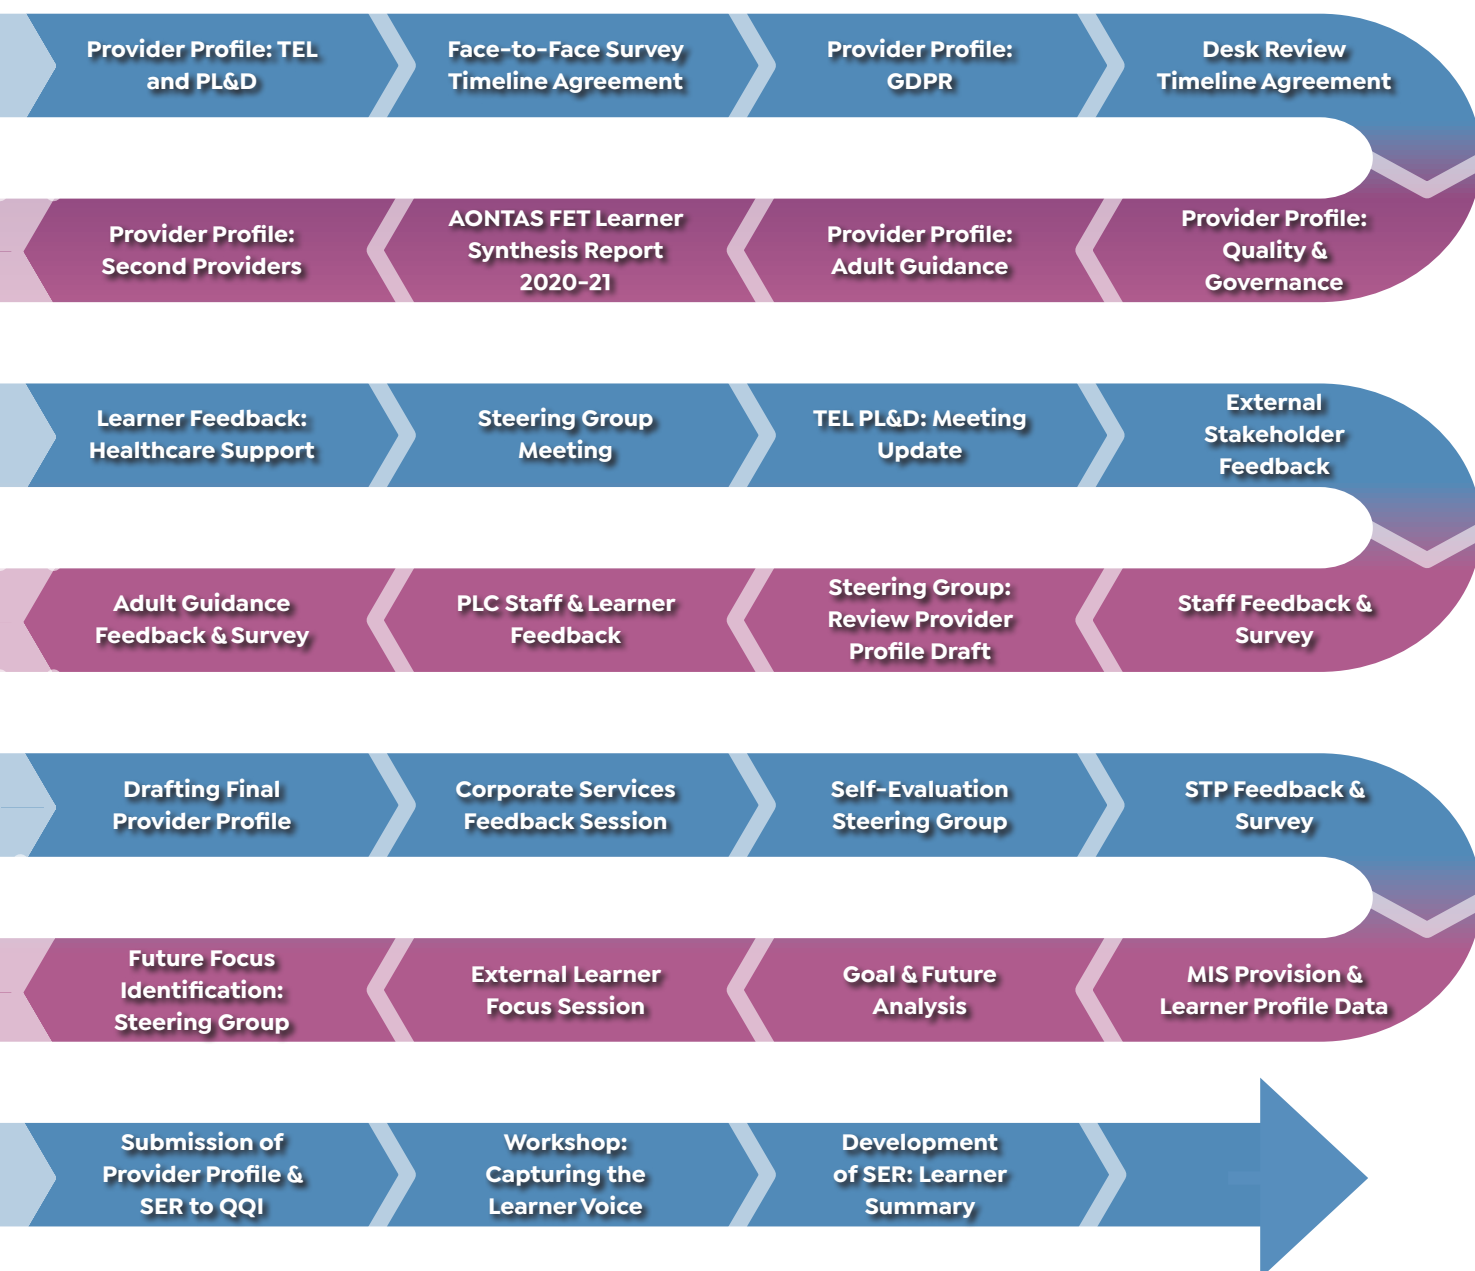 Provider Profile: TEL
and PL&D
Face-to-Face Survey
Timeline Agreement
Provider Profile:
GDPR
Desk Review
Timeline Agreement
Provider Profile:
Quality &
Governance
Provider Profile:
Adult Guidance
AONTAS FET Learner
Synthesis Report
2020-21
Provider Profile:
Second Providers
Learner Feedback:
Healthcare Support
Steering Group
Meeting
TEL PL&D: Meeting
Update
External
Stakeholder
Feedback
Staff Feedback &
Survey
Steering Group:
Review Provider
Profile Draft
PLC Staff & Learner
Feedback
Adult Guidance
Feedback & Survey
Drafting Final
Provider Profile
Corporate Services
Feedback Session
Self-Evaluation
Steering Group
STP Feedback &
Survey
MIS Provision &
Learner Profile Data
Goal & Future
Analysis
External Learner
Focus Session
Future Focus
Identification:
Steering Group
Submission of
Provider Profile &
SER to QQI
Workshop:
Capturing the
Learner Voice
Development
of SER: Learner
Summary